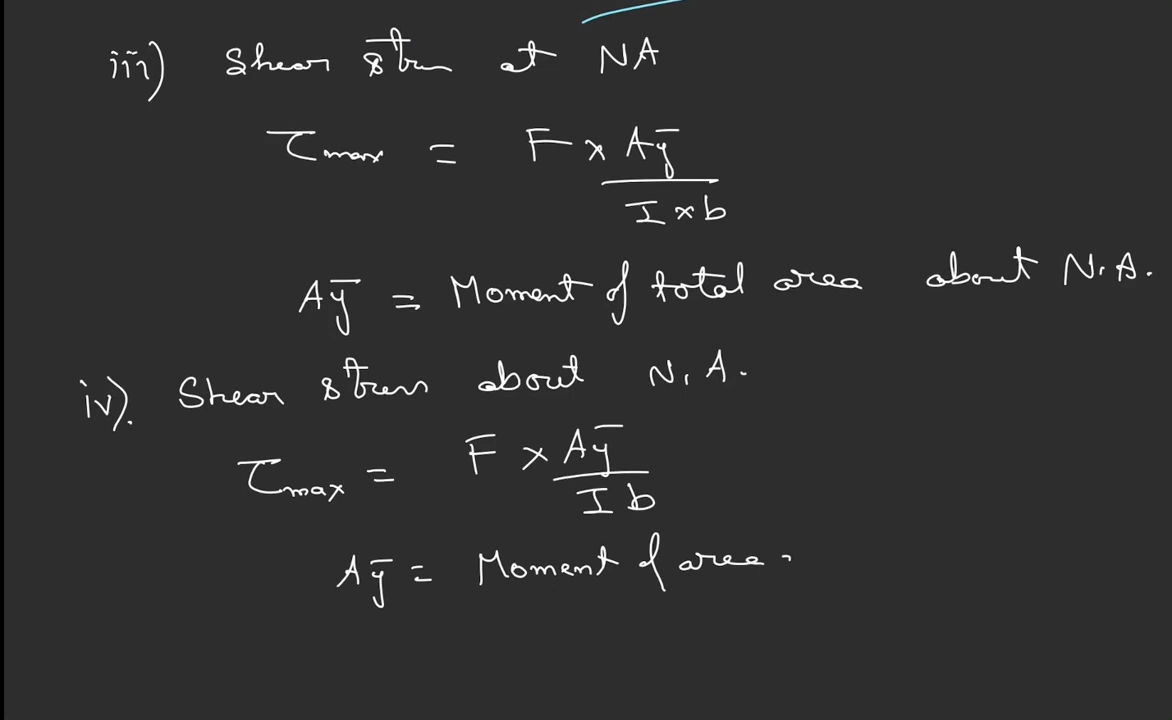 iii) Shear stress at NA
τmax = F × Aȳ / I × b
Aȳ = Moment of total area about N.A.
iv). Shear stress about N.A.
τmax = F × Aȳ / I b
Aȳ = Moment of area